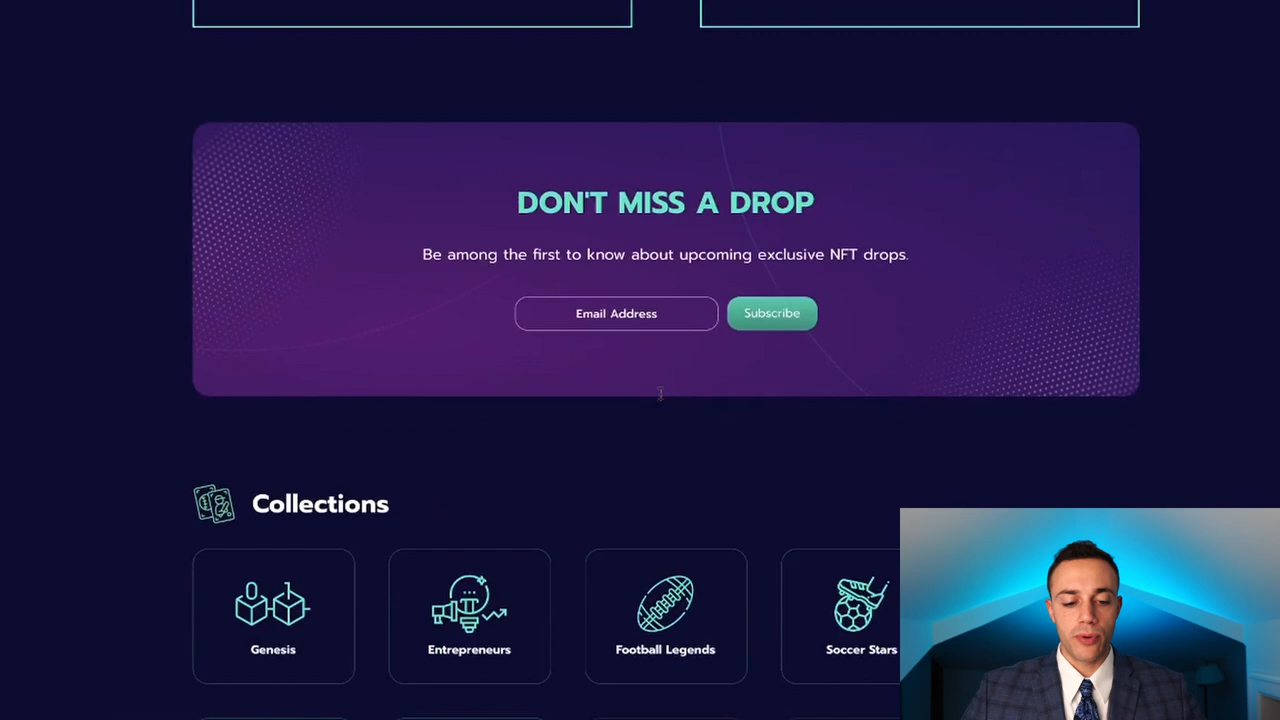 DON'T MISS A DROP
Be among the first to know about upcoming exclusive NFT drops.
Email Address
Subscribe
Collections
Genesis
Entrepreneurs
Football Legends
Soccer Stars